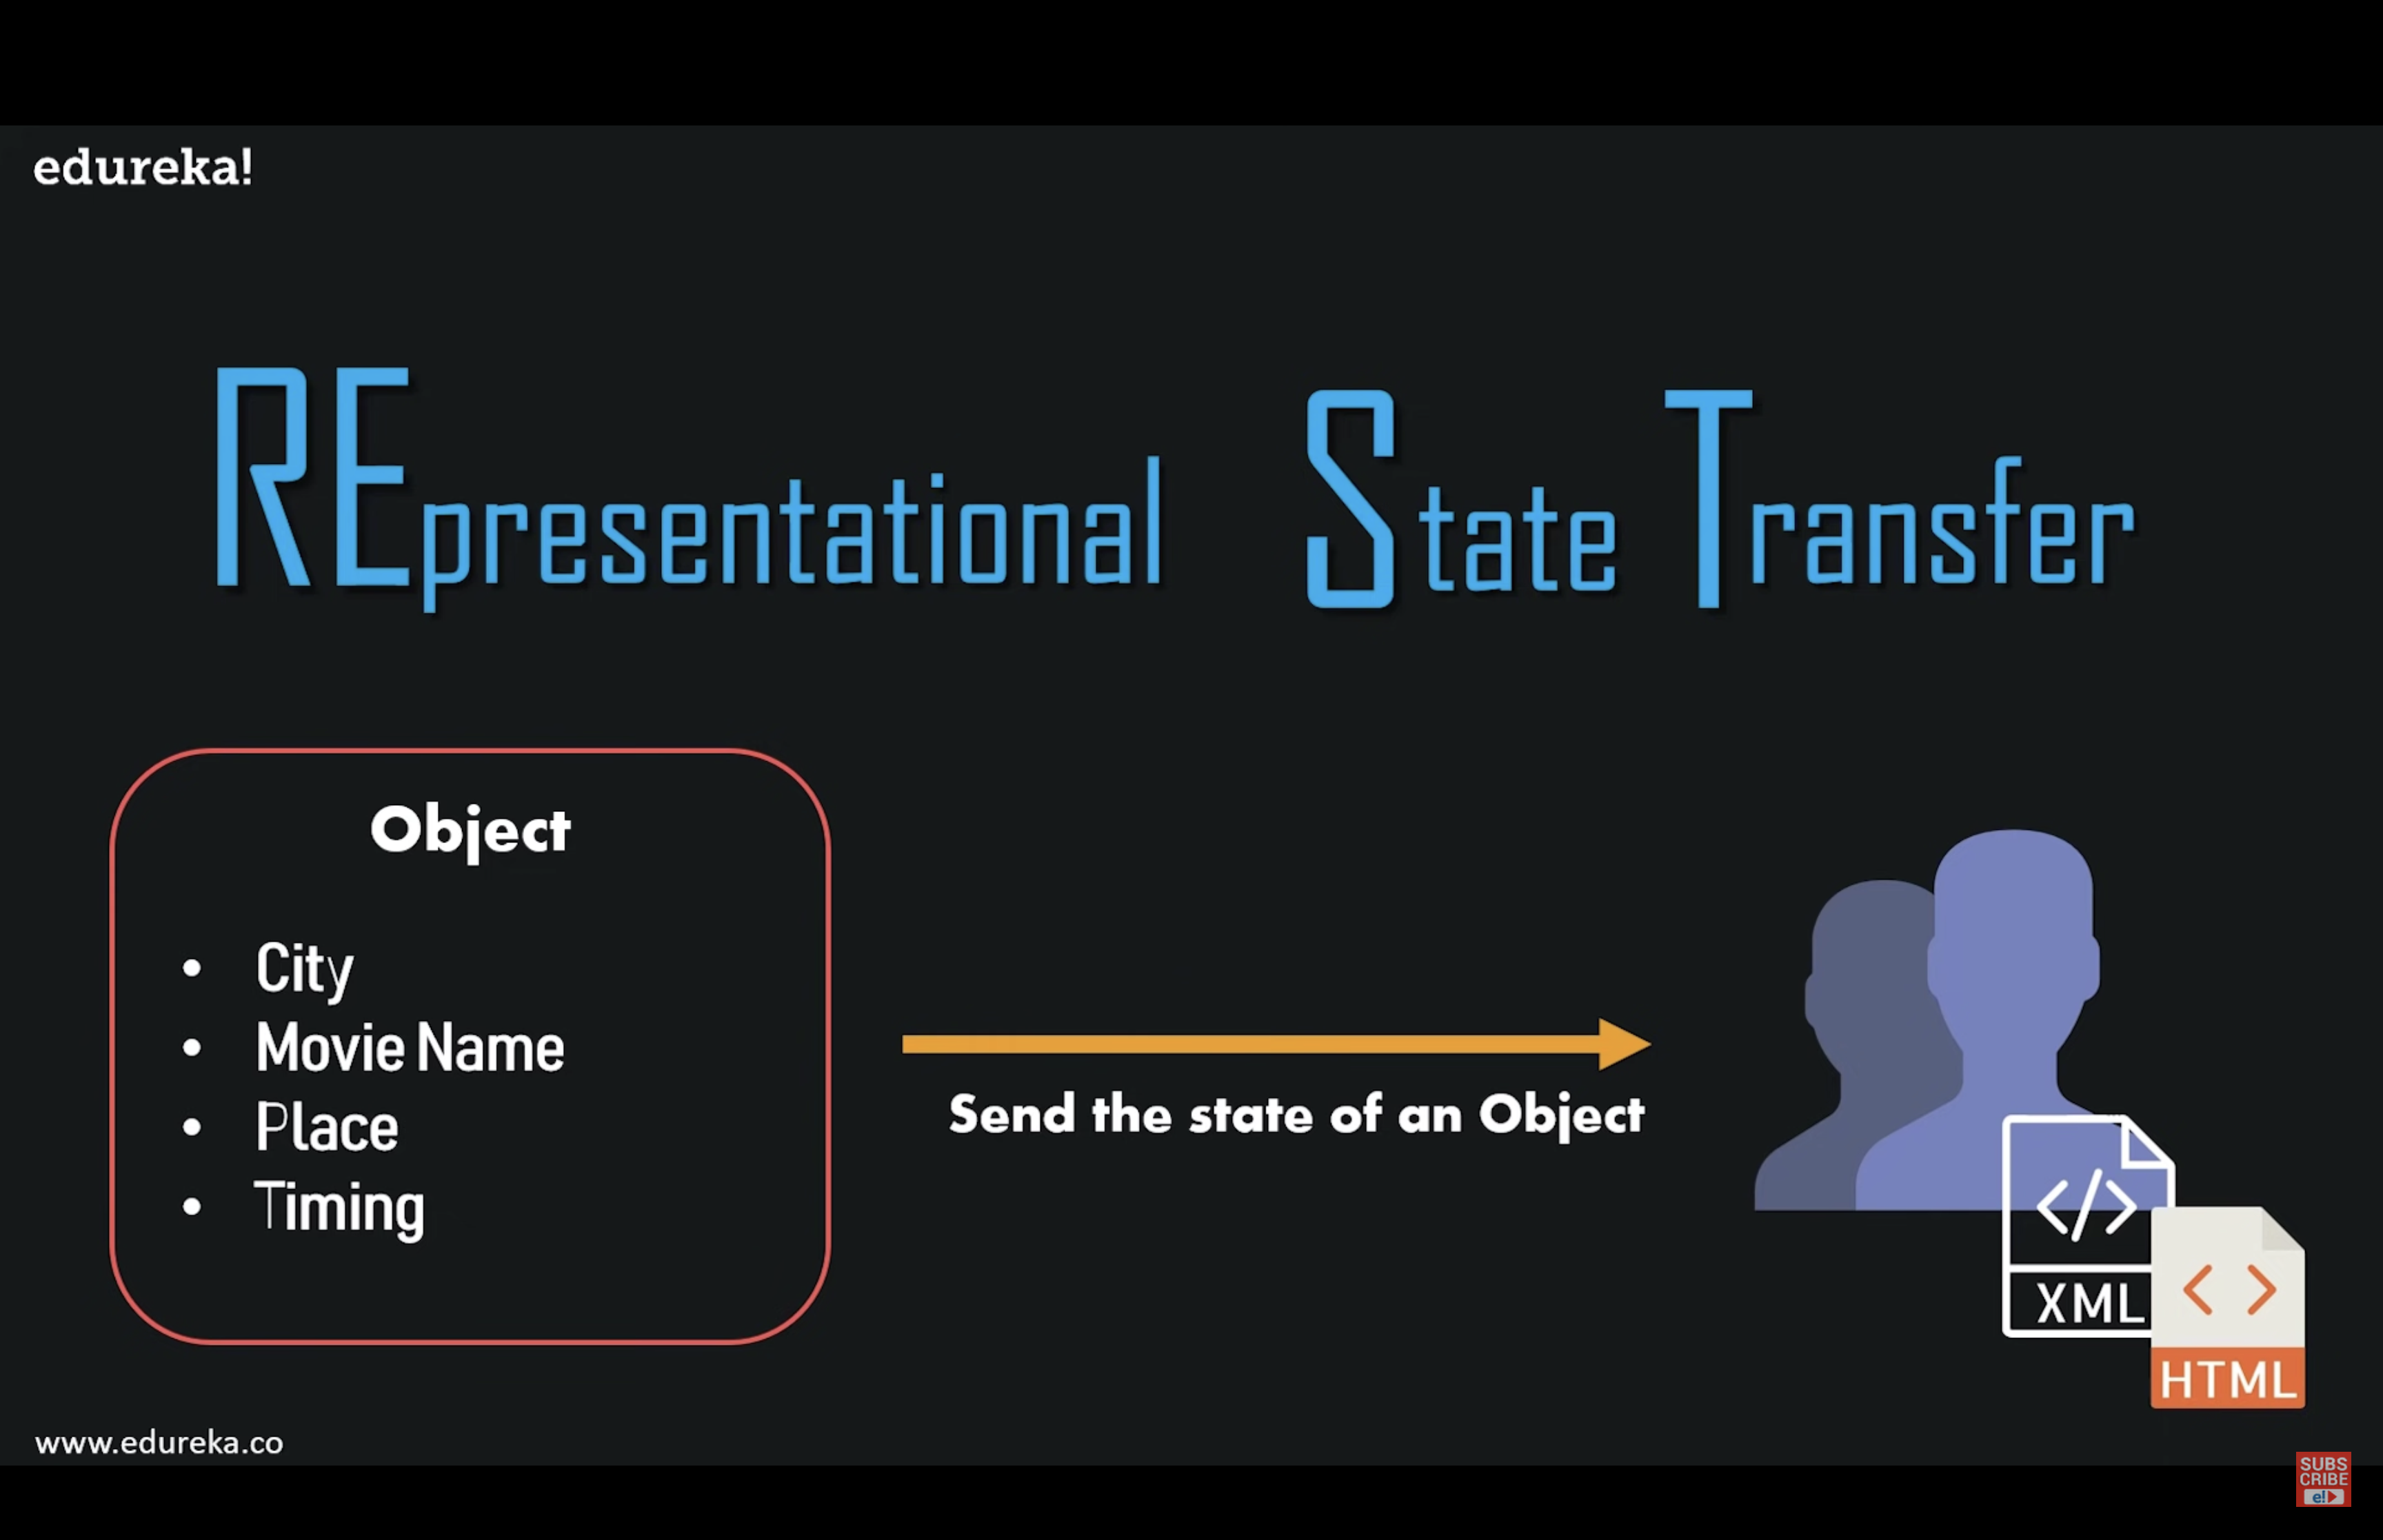 edureka!
REpresentational State Transfer
Object
• City
• Movie Name
• Place
• Timing
Send the state of an Object
XML
HTML
www.edureka.co
SUBS
CRIBE
e!